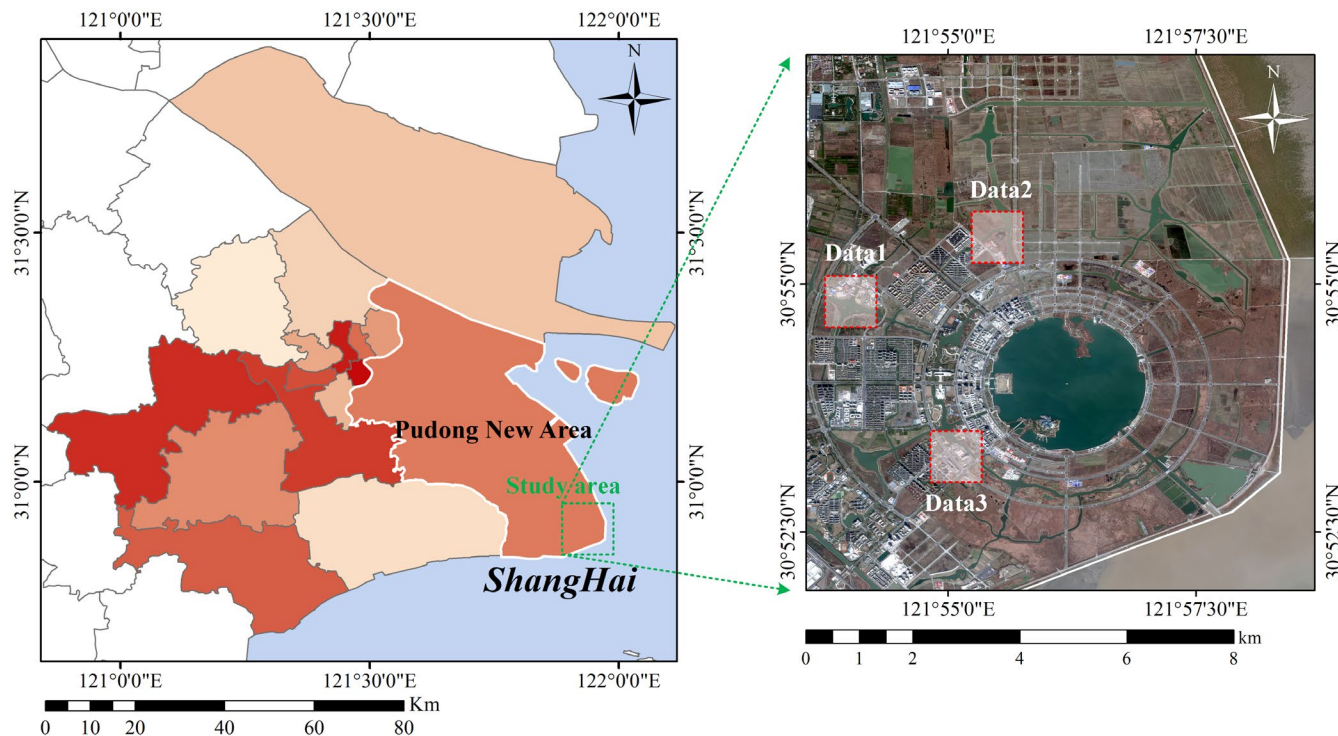 121°0'0"E 121°30'0"E 122°0'0"E
N
31°30'0"N
31°0'0"N
31°30'0"N
31°0'0"N
Pudong New Area
Study area
ShangHai
121°0'0"E 121°30'0"E 122°0'0"E
Km
0 10 20 40 60 80
121°55'0"E 121°57'30"E
N
30°55'0"N
30°52'30"N
30°55'0"N
30°52'30"N
Data2
Data1
Data3
121°55'0"E 121°57'30"E
km
0 1 2 4 6 8